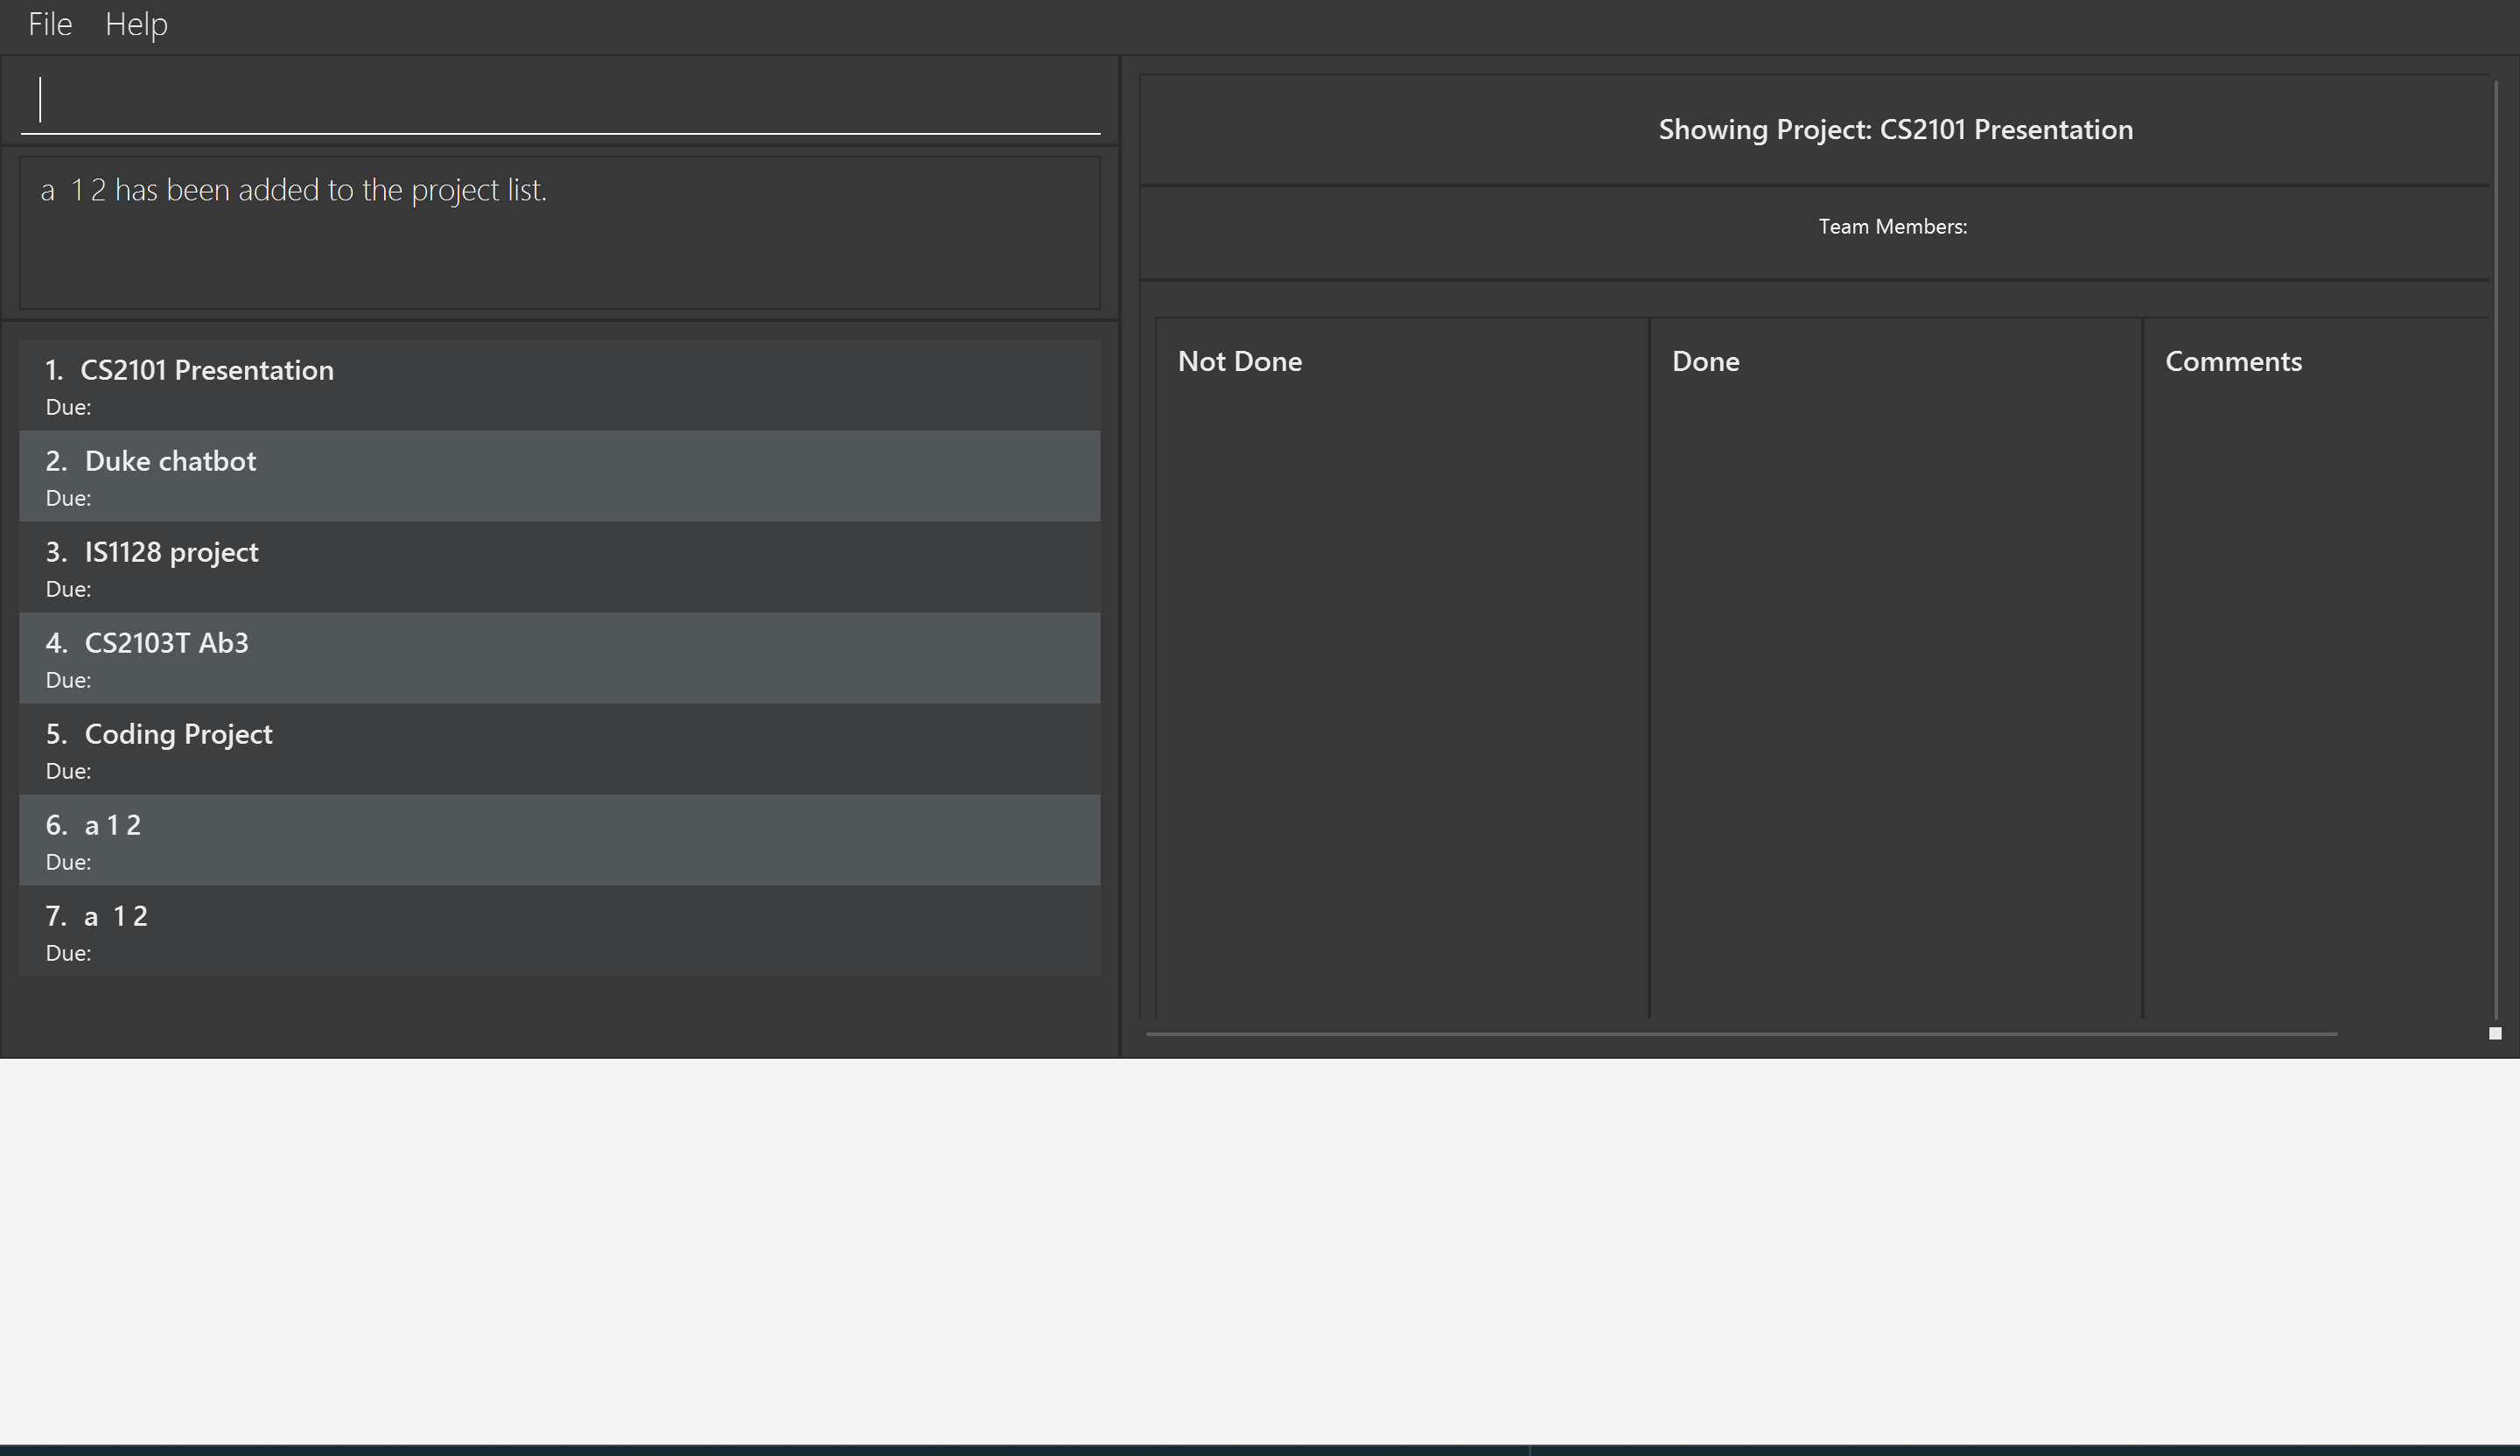 File Help
a  1 2 has been added to the project list.
1. CS2101 Presentation
Due:
2. Duke chatbot
Due:
3. IS1128 project
Due:
4. CS2103T Ab3
Due:
5. Coding Project
Due:
6. a 1 2
Due:
7. a  1 2
Due:
Showing Project: CS2101 Presentation
Team Members:
Not Done
Done
Comments